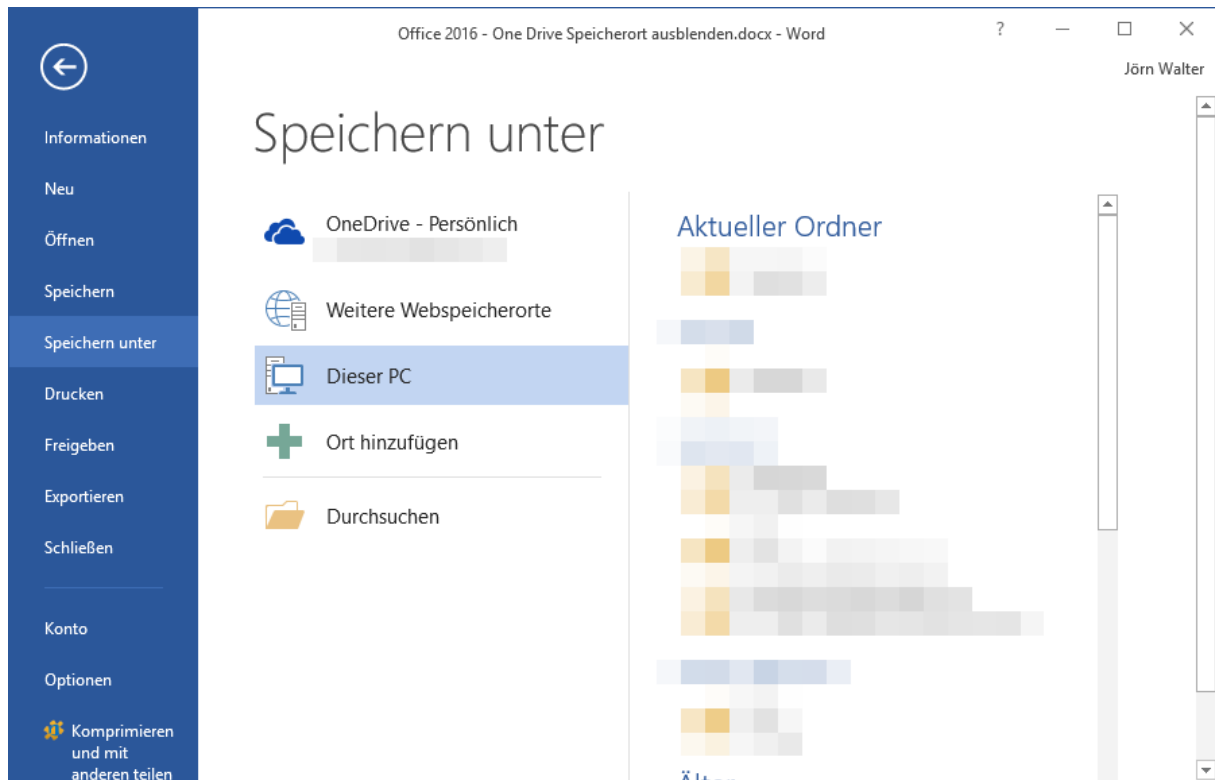 Office 2016 - One Drive Speicherort ausblenden.docx - Word
?
Jörn Walter
Informationen
Neu
Öffnen
Speichern
Speichern unter
Drucken
Freigeben
Exportieren
Schließen
Konto
Optionen
Komprimieren
und mit
anderen teilen
Speichern unter
OneDrive - Persönlich
Weitere Webspeicherorte
Dieser PC
Ort hinzufügen
Durchsuchen
Aktueller Ordner